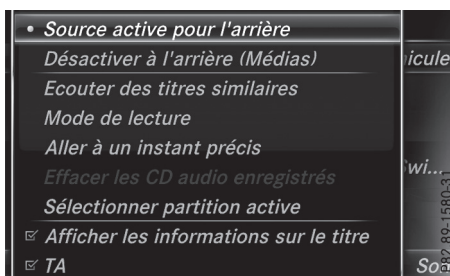 Source active pour l'arrière
Désactiver à l'arrière (Médias)
icule
Ecouter des titres similaires
Mode de lecture
Aller à un instant précis
Effacer les CD audio enregistrés
wi...
Sélectionner partition active
Afficher les informations sur le titre
TA
So
P82.89-1580-31